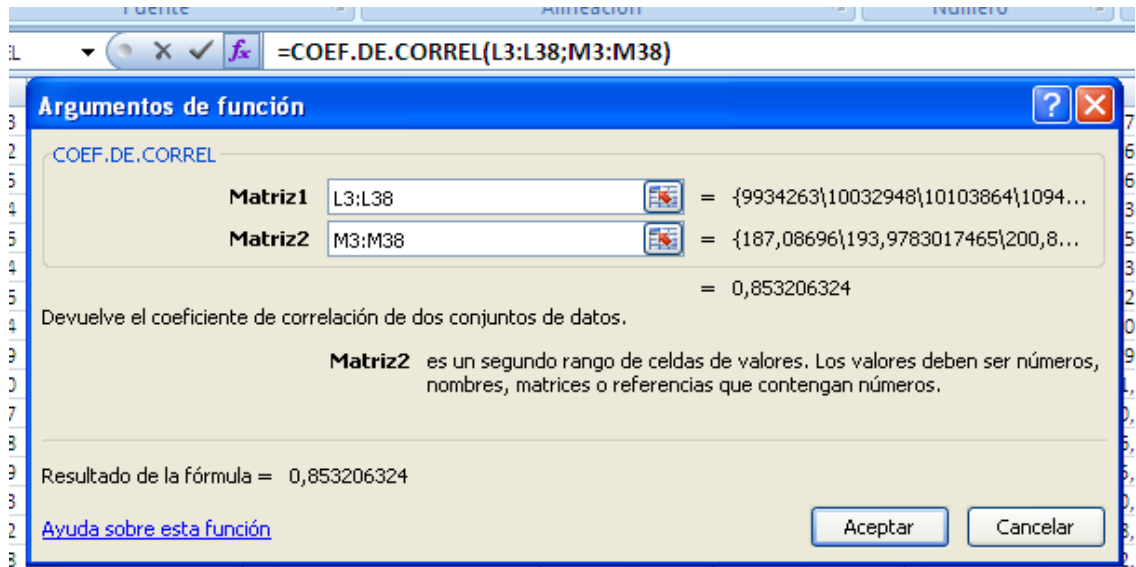 Fuente Alineación Número
=COEF.DE.CORREL(L3:L38;M3:M38)
Argumentos de función
COEF.DE.CORREL
Matriz1 L3:L38 = {9934263\10032948\10103864\1094...
Matriz2 M3:M38 = {187,08696\193,9783017465\200,8...
= 0,853206324
Devuelve el coeficiente de correlación de dos conjuntos de datos.
Matriz2 es un segundo rango de celdas de valores. Los valores deben ser números,
nombres, matrices o referencias que contengan números.
Resultado de la fórmula = 0,853206324
Ayuda sobre esta función
Aceptar Cancelar